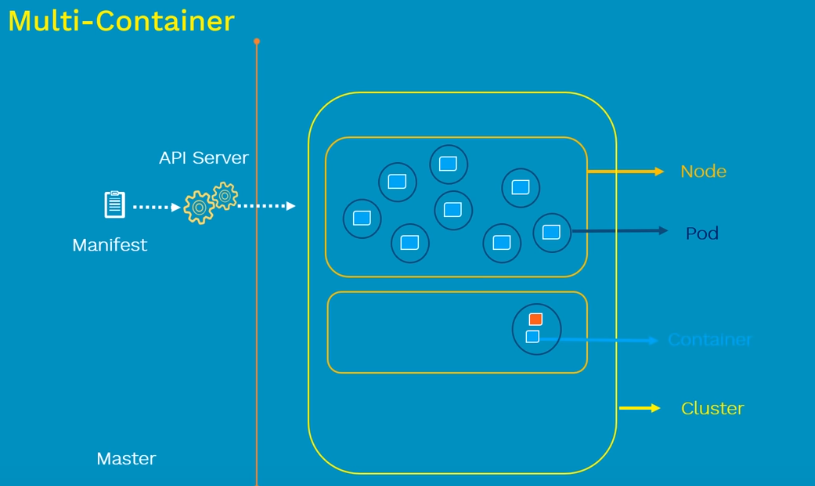 Multi-Container
API Server
Manifest
Node
Pod
Container
Cluster
Master